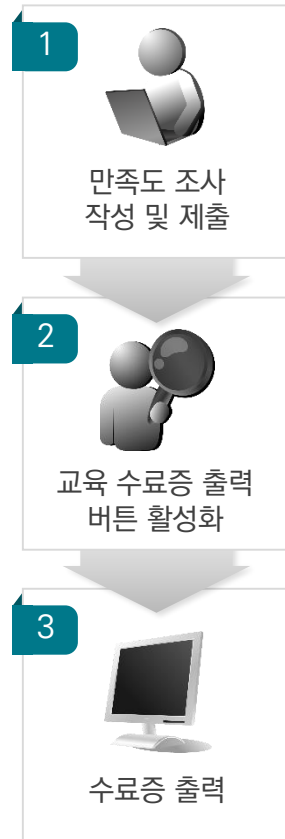 1
만족도 조사
작성 및 제출
2
교육 수료증 출력
버튼 활성화
3
수료증 출력